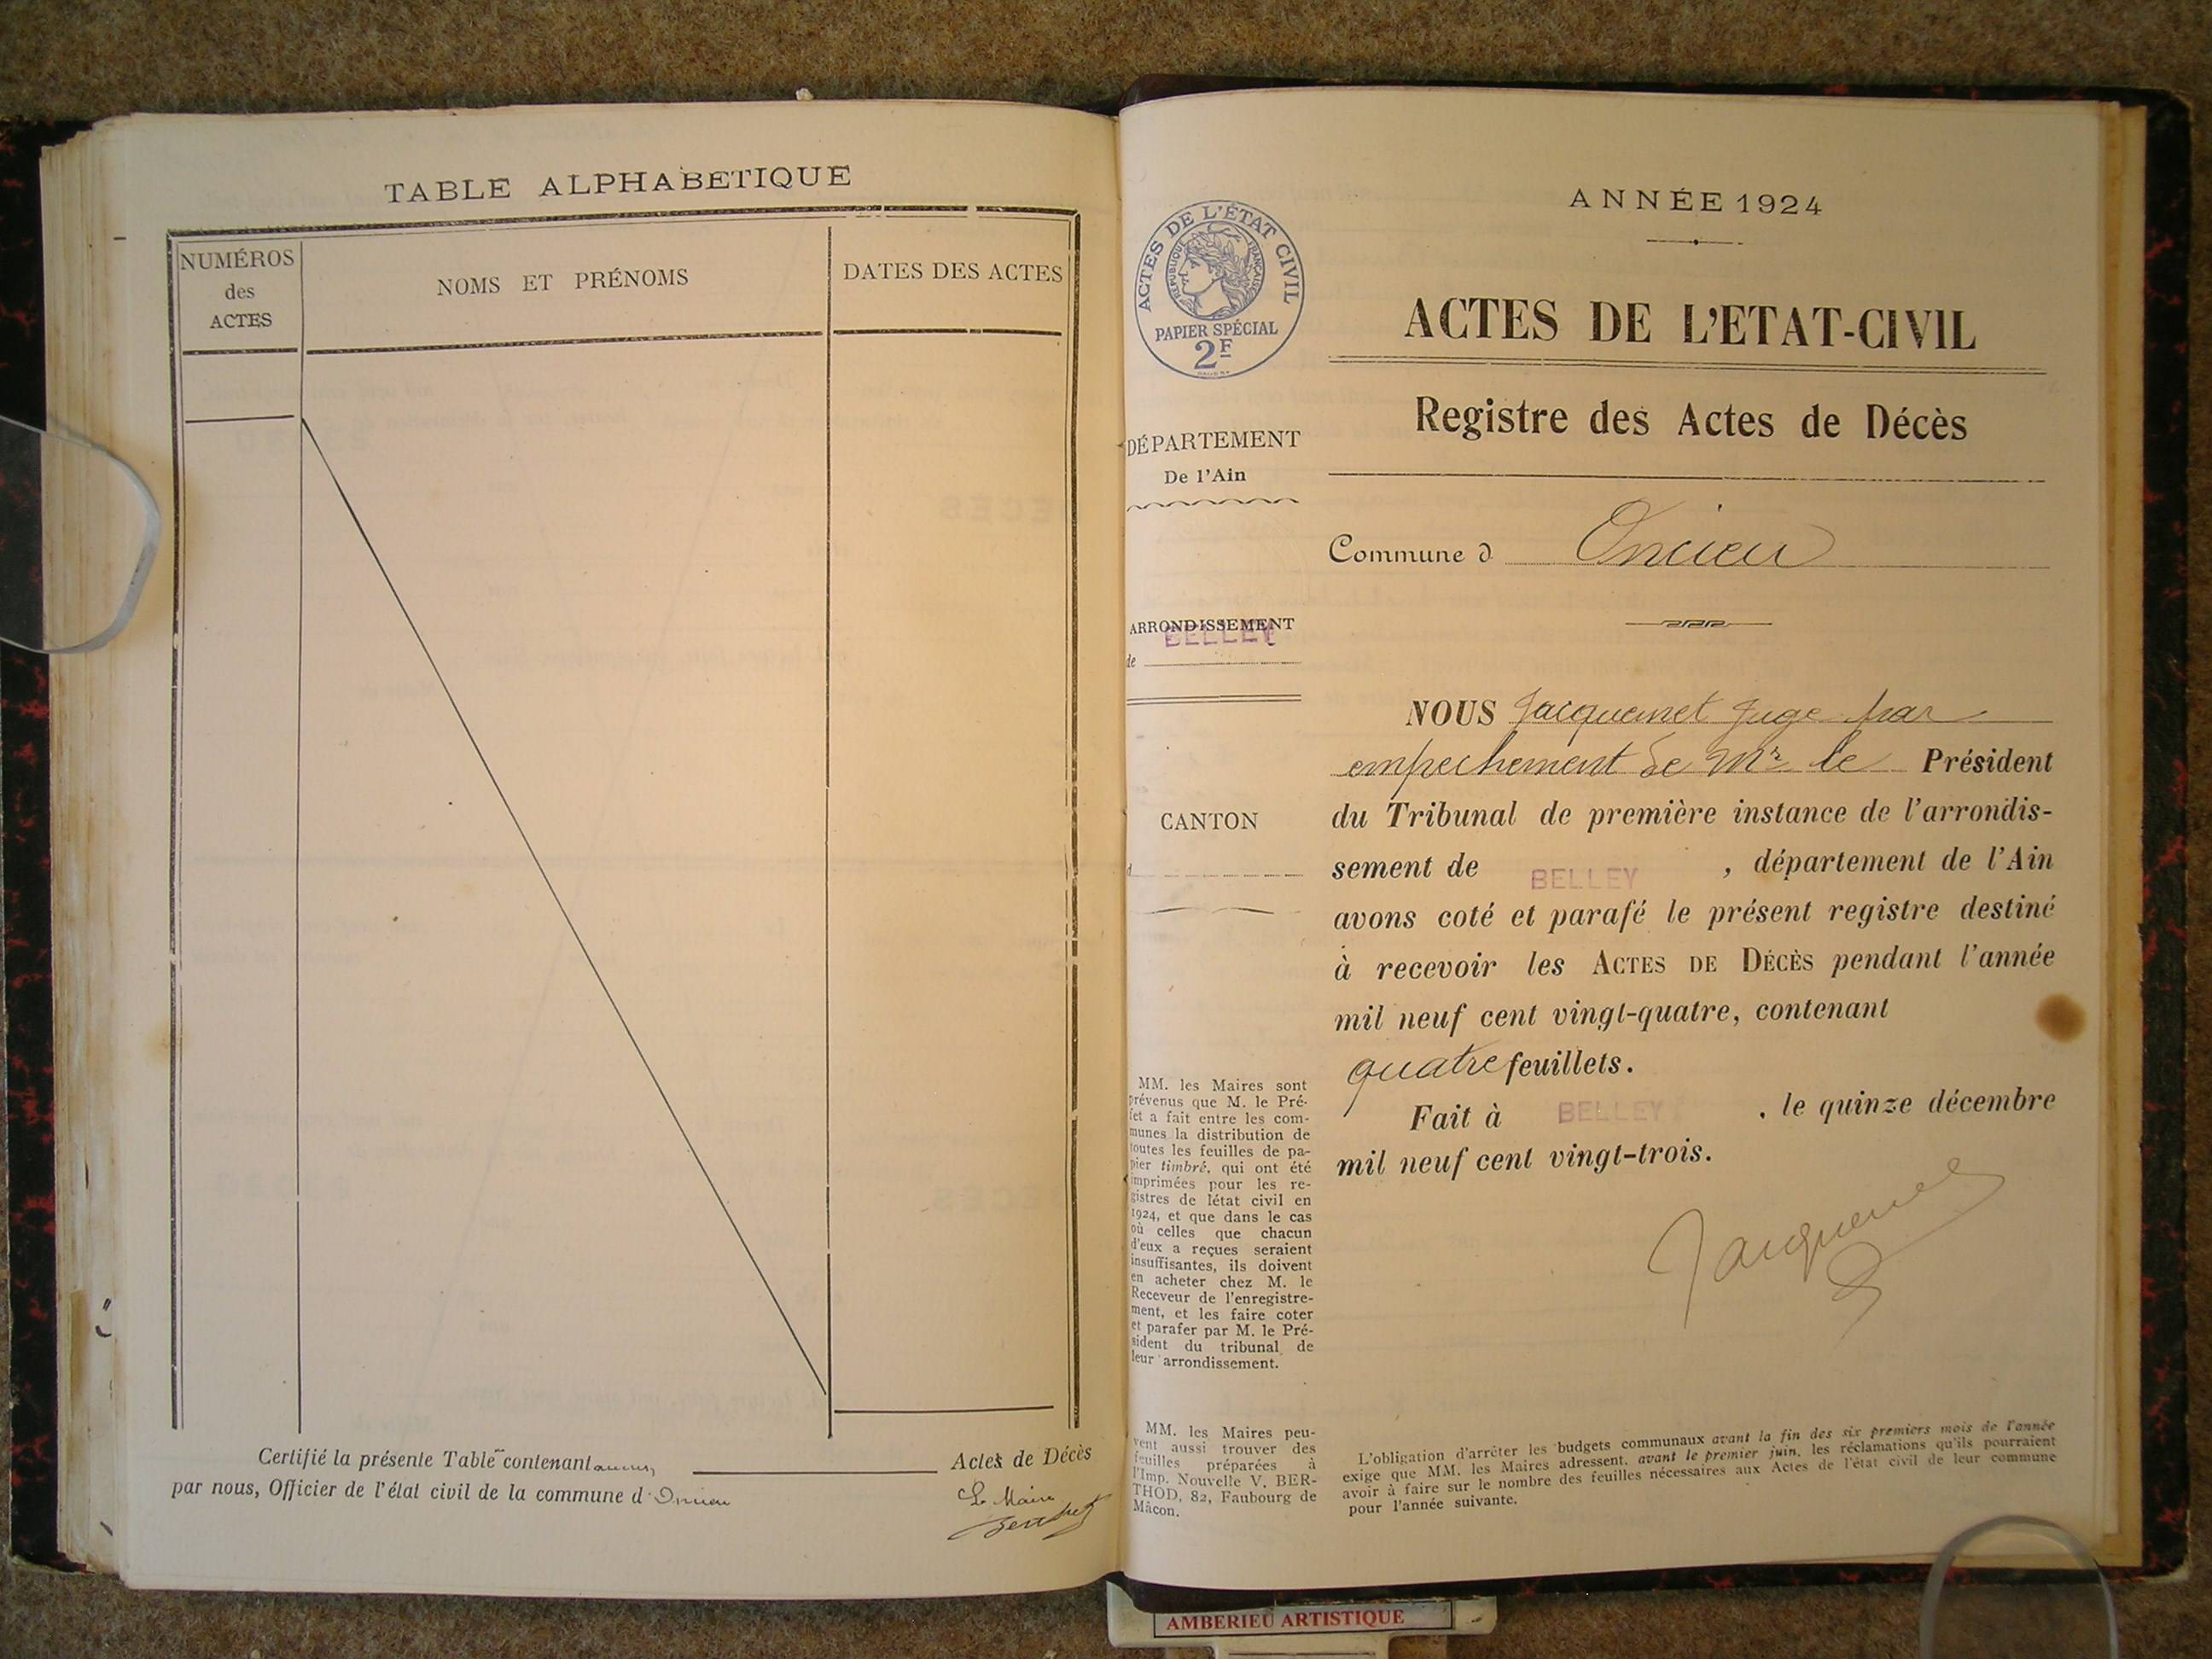 TABLE ALPHABETIQUE
NUMÉROS
des
ACTES
NOMS ET PRÉNOMS
DATES DES ACTES
Certifié la présente Table contenant aucun
Actes de Décès
par nous, Officier de l'état civil de la commune d'Oncieu
Le Maire
ANNÉE 1924
ACTES DE L'ÉTAT CIVIL
RÉPUBLIQUE FRANÇAISE
PAPIER SPÉCIAL
2F
ACTES DE L'ETAT-CIVIL
Registre des Actes de Décès
DÉPARTEMENT
De l'Ain
Commune d Oncieu
ARRONDISSEMENT
de BELLEY
CANTON
d
NOUS Jacquemet Juge par
empechement de Mr le Président
du Tribunal de première instance de l'arrondis-
sement de BELLEY , département de l'Ain
avons coté et parafé le présent registre destiné
à recevoir les ACTES DE DÉCÈS pendant l'année
mil neuf cent vingt-quatre, contenant
quatre feuillets.
Fait à BELLEY , le quinze décembre
mil neuf cent vingt-trois.
Jacquemet
MM. les Maires sont
prévenus que M. le Pré-
fet a fait entre les com-
munes la distribution de
toutes les feuilles de pa-
pier timbré, qui ont été
imprimées pour les re-
gistres de létat civil en
1924, et que dans le cas
où celles que chacun
d'eux a reçues seraient
insuffisantes, ils doivent
en acheter chez M. le
Receveur de l'enregistre-
ment, et les faire coter
et parafer par M. le Pré-
sident du tribunal de
leur arrondissement.
MM. les Maires peu-
vent aussi trouver des
feuilles préparées à
l'Imp. Nouvelle V. BER-
THOD, 82, Faubourg de
Mâcon.
L'obligation d'arrêter les budgets communaux avant la fin des six premiers mois de l'année
exige que MM. les Maires adressent, avant le premier juin, les réclamations qu'ils pourraient
avoir à faire sur le nombre des feuilles nécessaires aux Actes de l'état civil de leur commune
pour l'année suivante.
AMBERIEU ARTISTIQUE